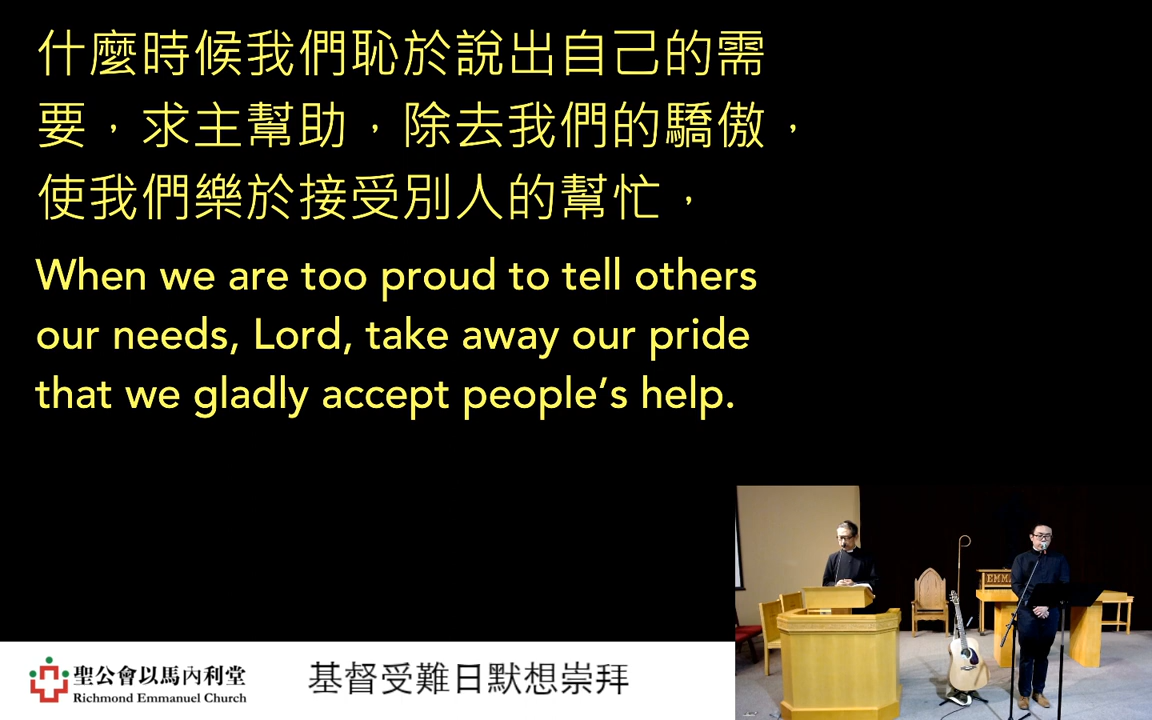 什麼時候我們恥於說出自己的需
要，求主幫助，除去我們的驕傲，
使我們樂於接受別人的幫忙，
When we are too proud to tell others
our needs, Lord, take away our pride
that we gladly accept people’s help.
EMMA
聖公會以馬內利堂
Richmond Emmanuel Church
基督受難日默想崇拜